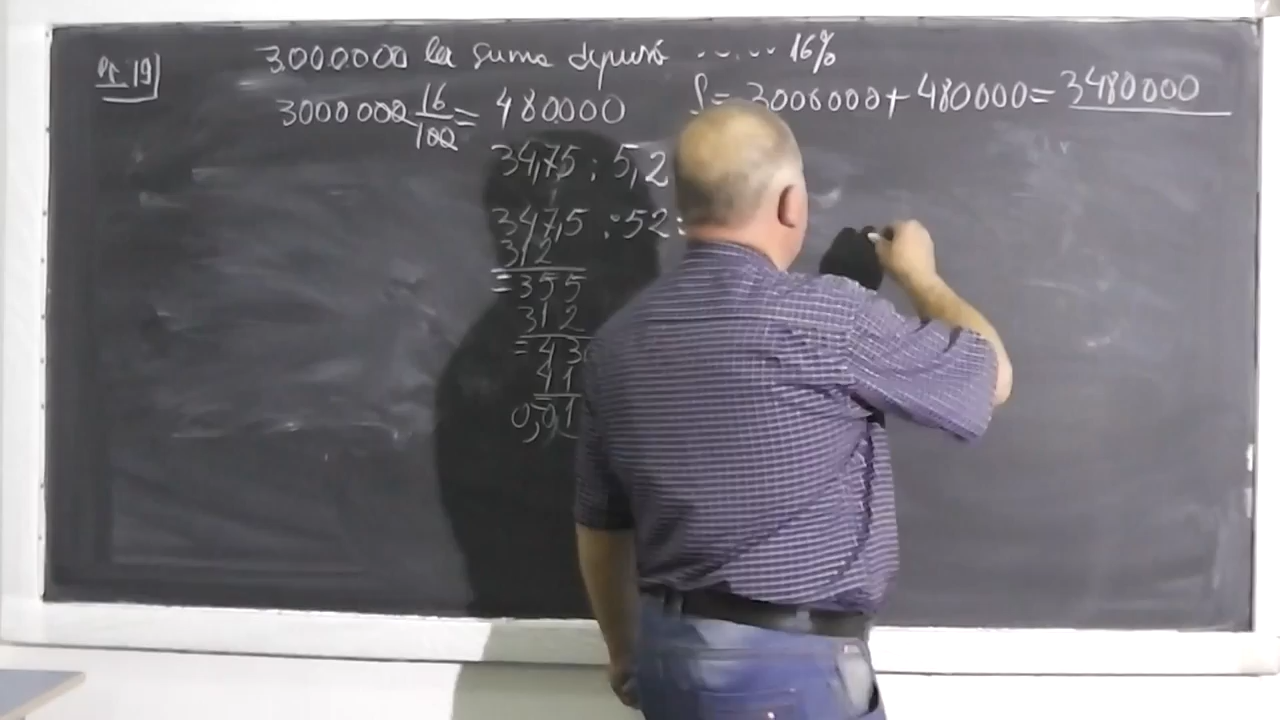 Pr. 19
3000000 la suma depusă ..... 16%
3000000 16/100 = 480000
S = 3000000 + 480000 = 3480000
34,75 : 5,2
347,5 : 52 =
312
= 355
312
= 430
41
0,01